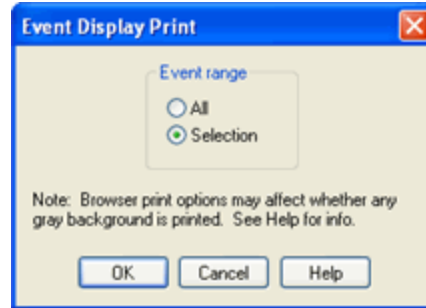 Event Display Print
Event range
All
Selection
Note: Browser print options may affect whether any
gray background is printed. See Help for info.
OK Cancel Help